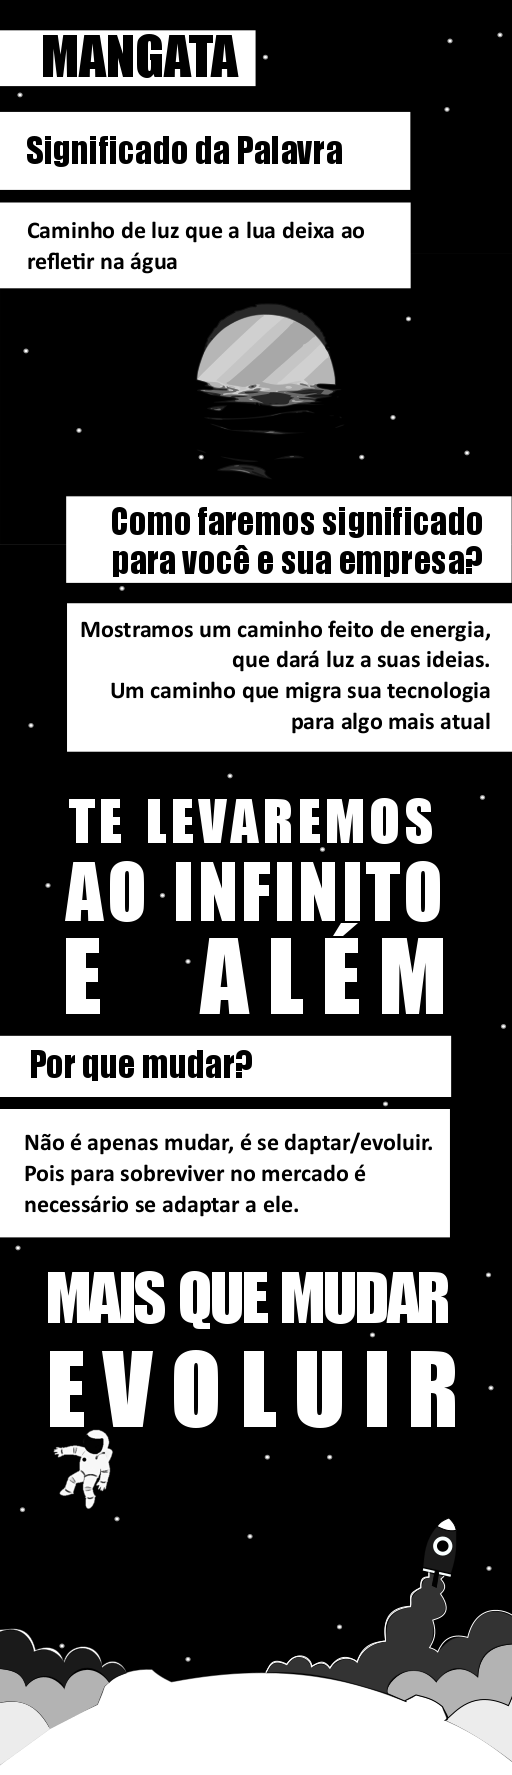 MANGATA
Significado da Palavra
Caminho de luz que a lua deixa ao
refletir na água
Como faremos significado
para você e sua empresa?
Mostramos um caminho feito de energia,
que dará luz a suas ideias.
Um caminho que migra sua tecnologia
para algo mais atual
TE LEVAREMOS
AO INFINITO
E ALÉM
Por que mudar?
Não é apenas mudar, é se daptar/evoluir.
Pois para sobreviver no mercado é
necessário se adaptar a ele.
MAIS QUE MUDAR
EVOLUIR